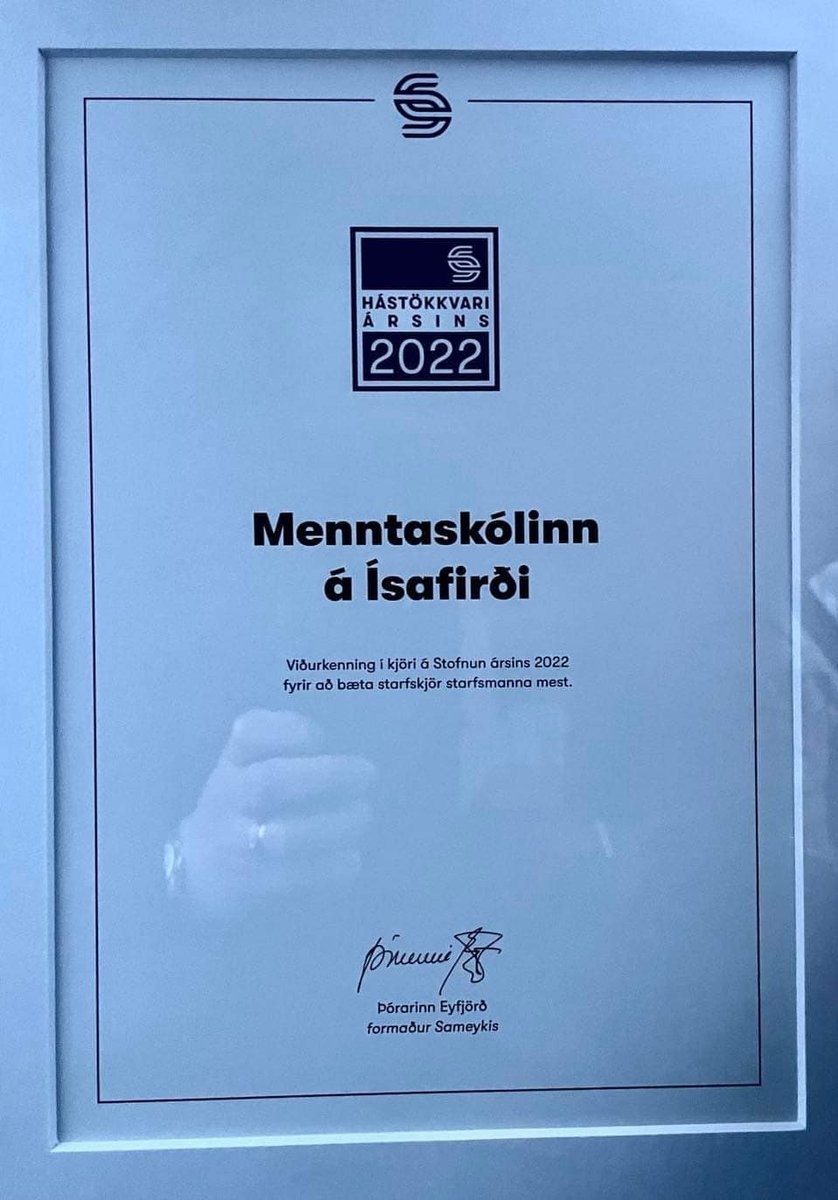 HÁSTÖKKVARI
ÁRSINS
2022
Menntaskólinn
á Ísafirði
Viðurkenning í kjöri á Stofnun ársins 2022
fyrir að bæta starfskjör starfsmanna mest.
Þórarinn Eyfjörð
formaður Sameykis